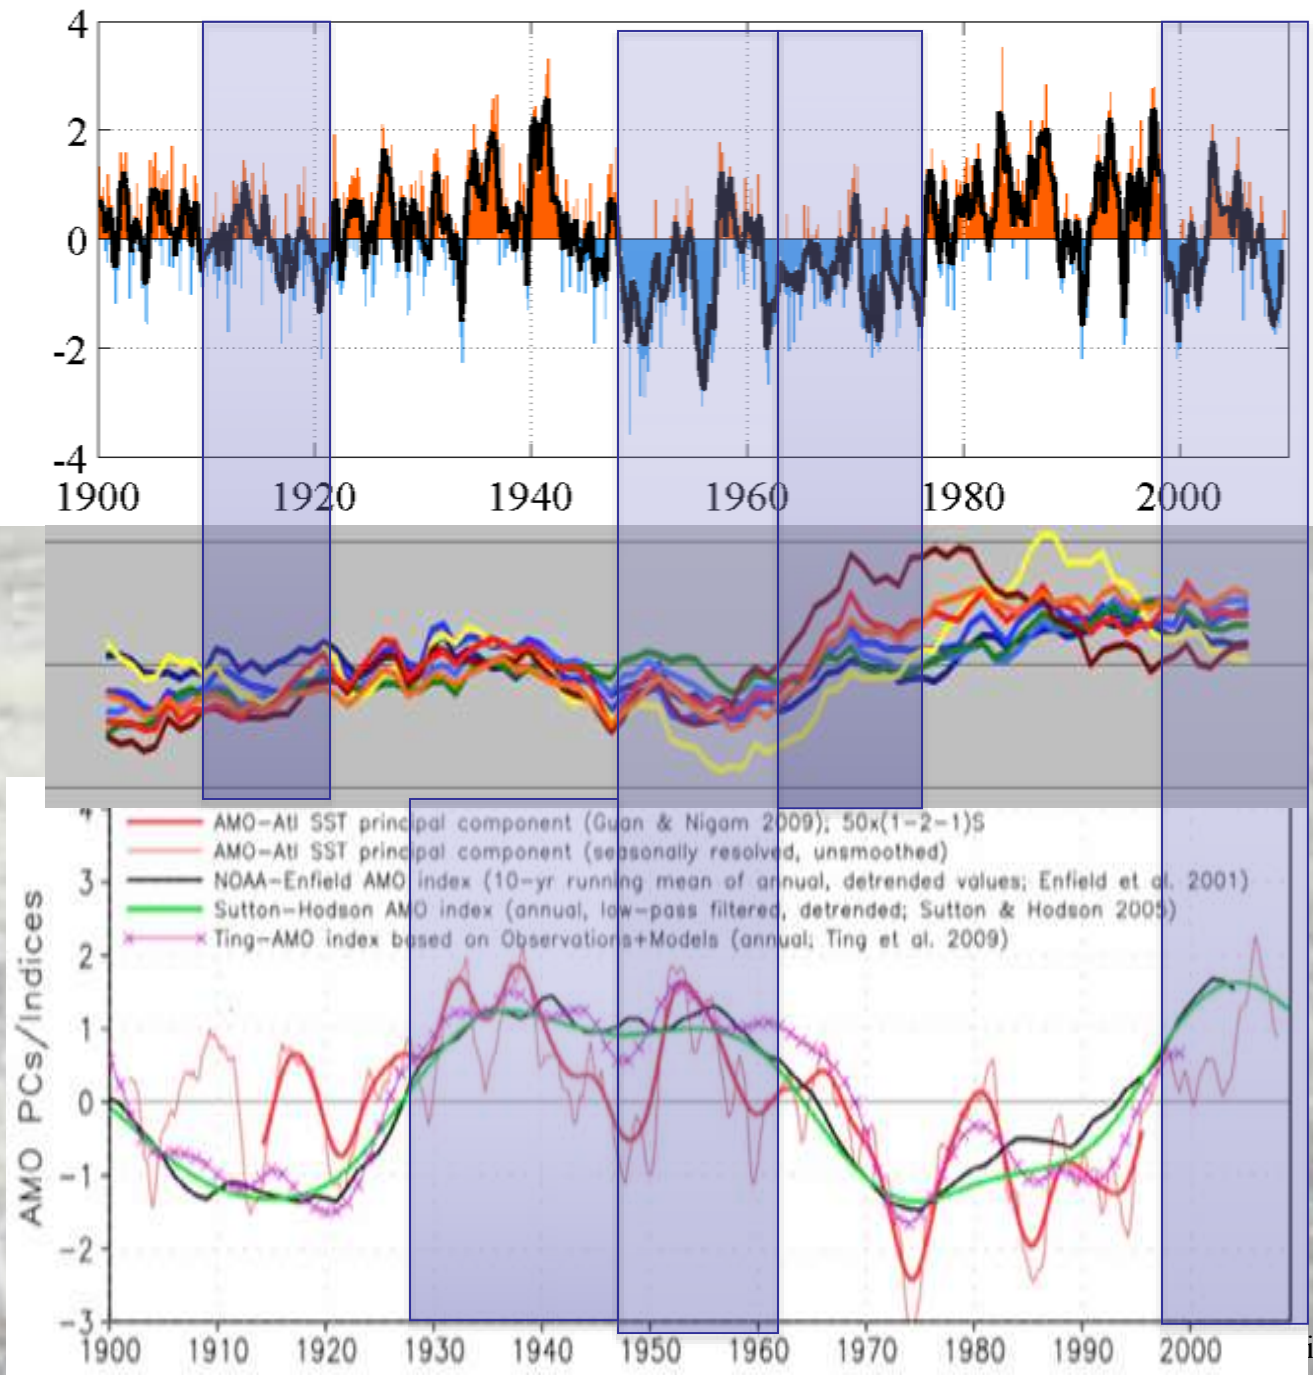 4
2
0
-2
-4
1900 1920 1940 1960 1980 2000
4
AMO-Atl SST principal component (Guan & Nigam 2009); 50x(1-2-1)S
AMO-Atl SST principal component (seasonally resolved, unsmoothed)
3
NOAA-Enfield AMO index (10-yr running mean of annual, detrended values; Enfield et al. 2001)
Sutton-Hodson AMO index (annual, low-pass filtered, detrended; Sutton & Hodson 2005)
Ting-AMO index based on Observations+Models (annual; Ting et al. 2009)
2
1
0
-1
-2
-3
AMO PCs/Indices
1900 1910 1920 1930 1940 1950 1960 1970 1980 1990 2000